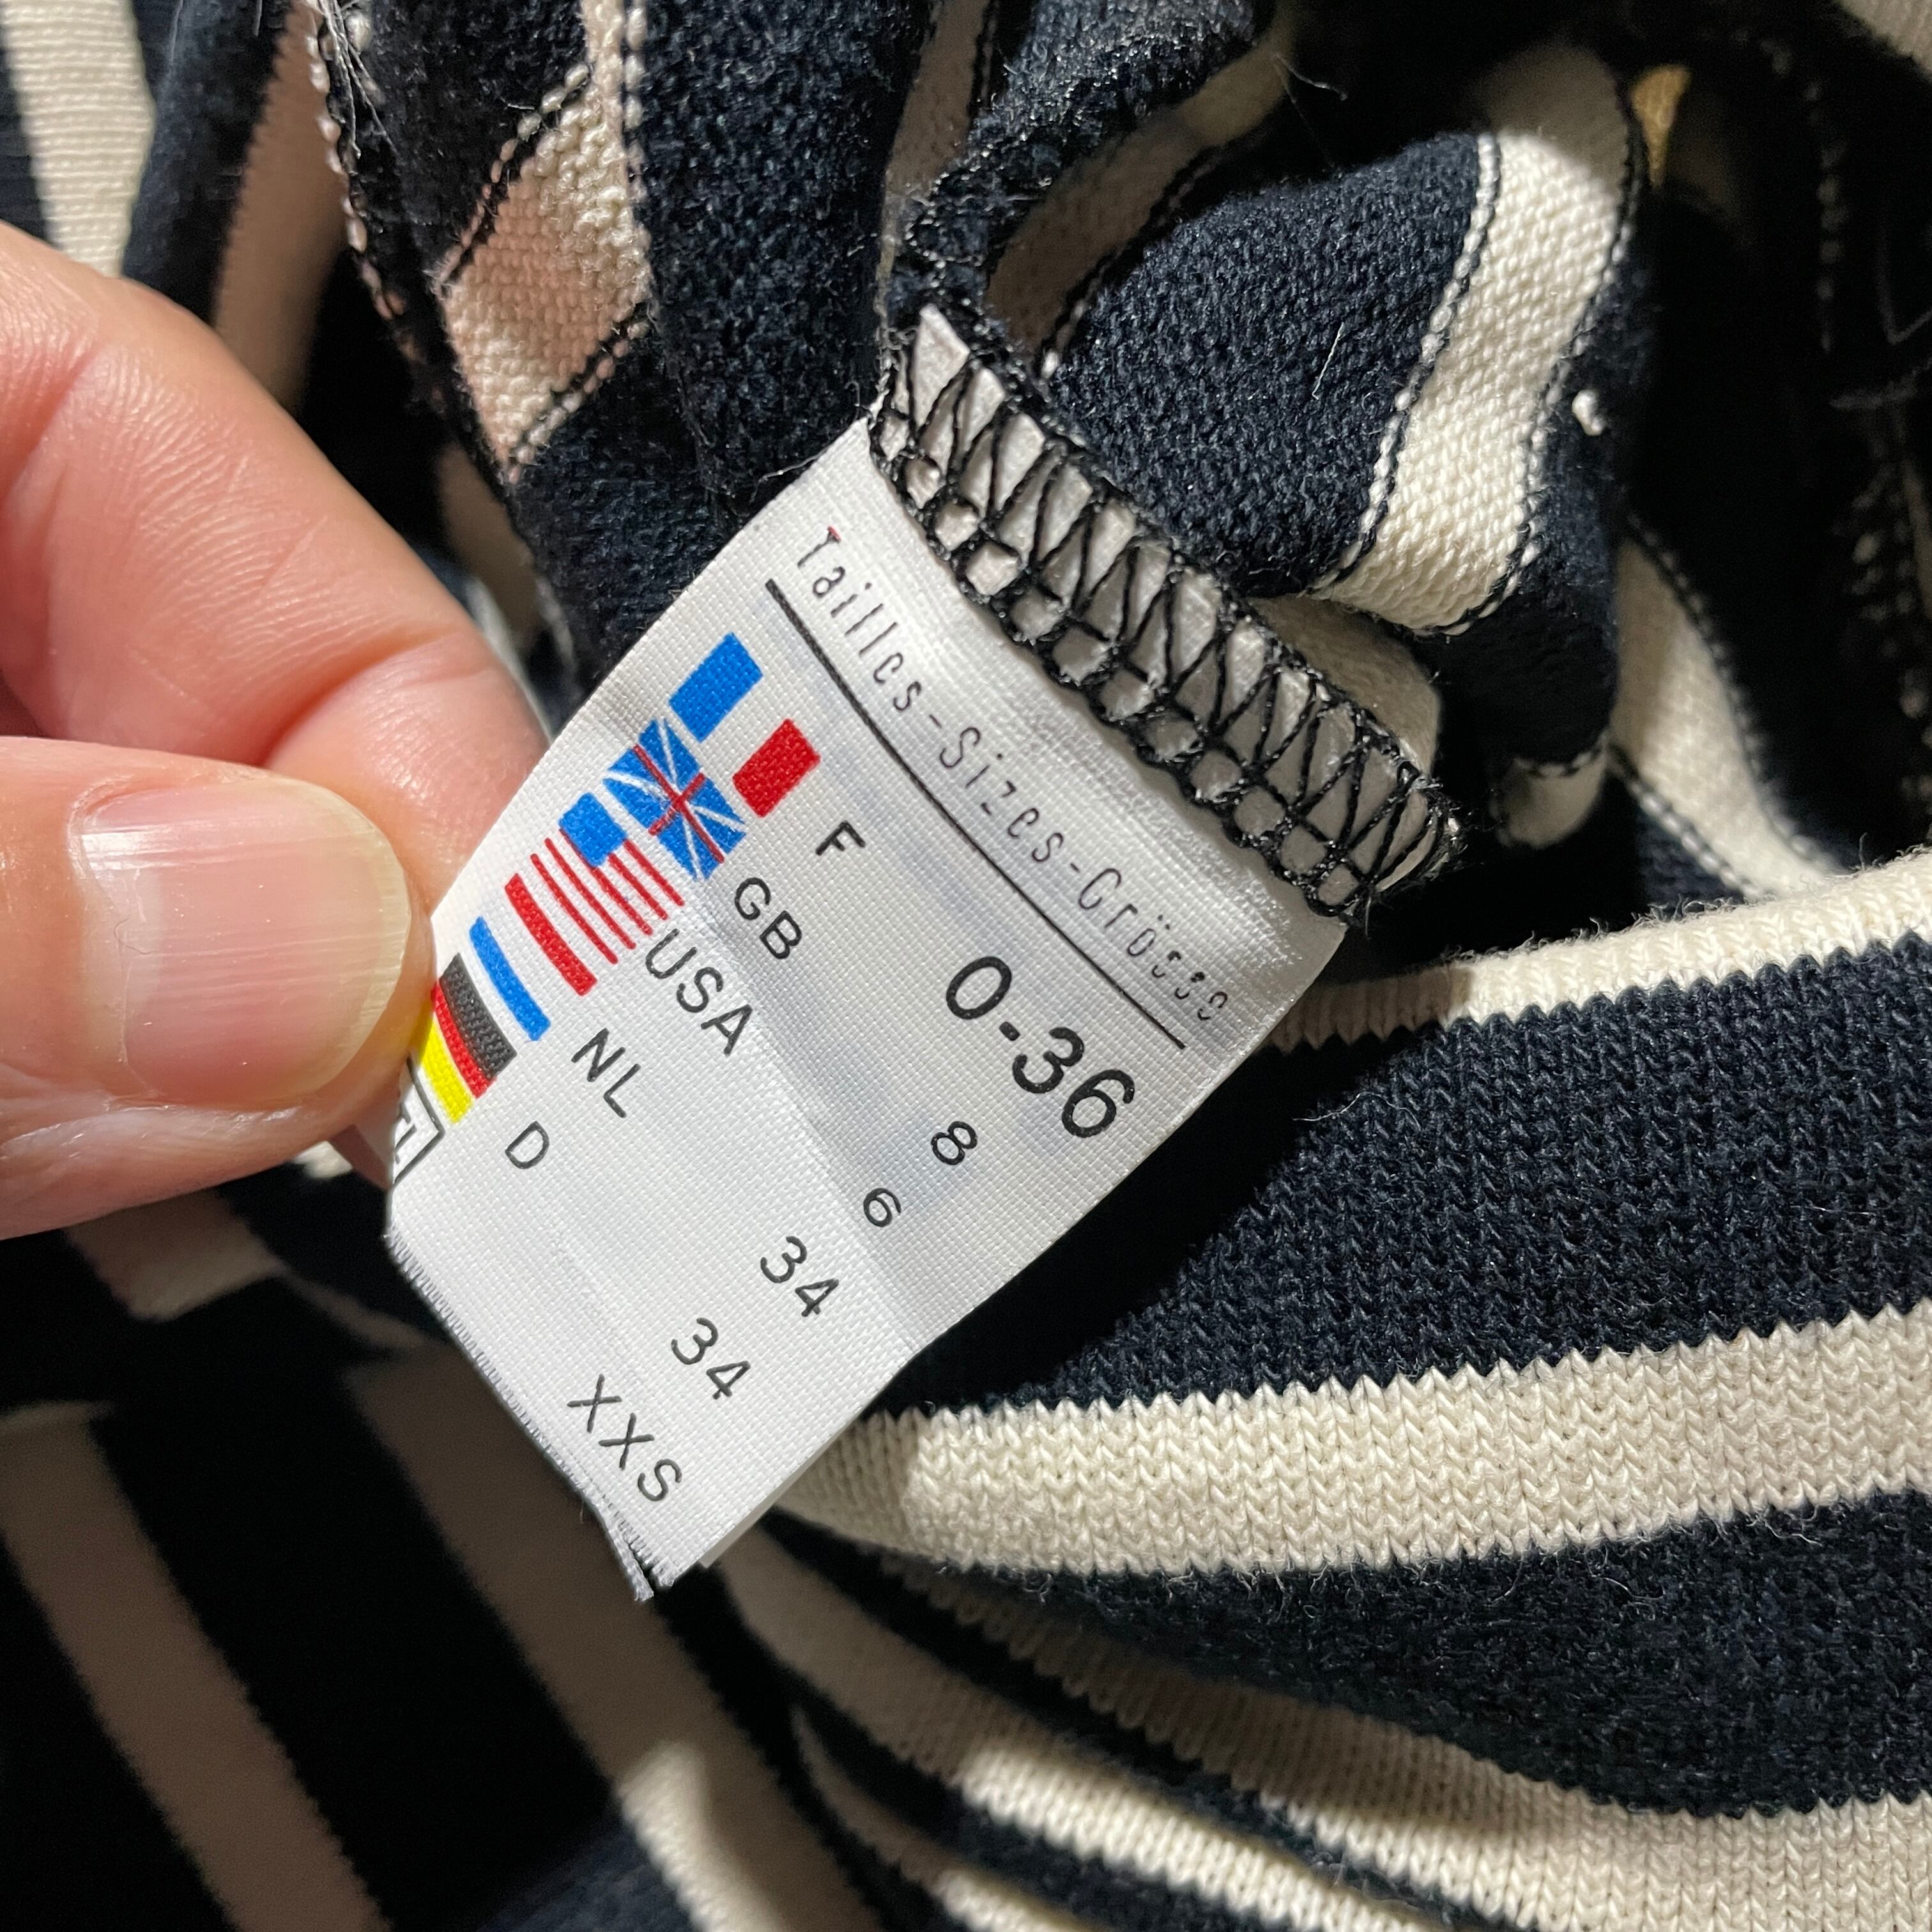 Tailles-Sizes-Grösse
F 0-36
GB 8
USA 6
NL 34
D 34
XXS